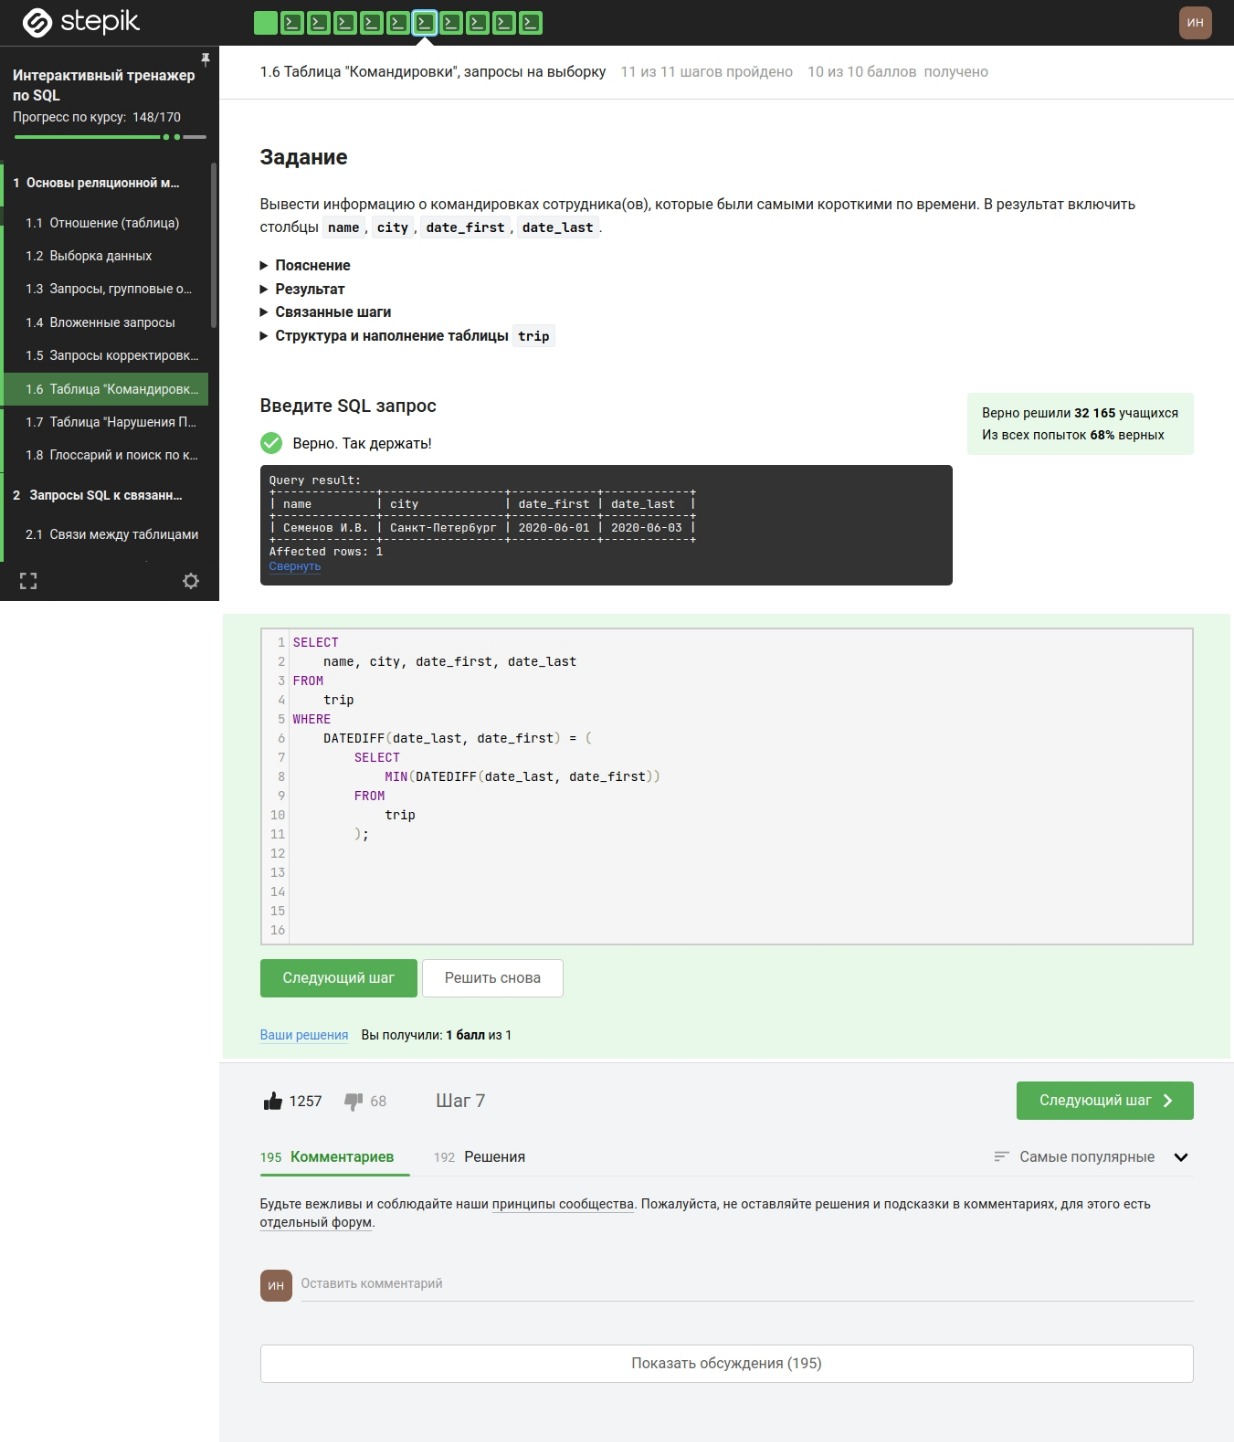 stepik
ИН
Интерактивный тренажер
по SQL
Прогресс по курсу: 148/170
1 Основы реляционной м...
1.1 Отношение (таблица)
1.2 Выборка данных
1.3 Запросы, групповые о...
1.4 Вложенные запросы
1.5 Запросы корректировк...
1.6 Таблица "Командировк...
1.7 Таблица "Нарушения П...
1.8 Глоссарий и поиск по к...
2 Запросы SQL к связанн...
2.1 Связи между таблицами
1.6 Таблица "Командировки", запросы на выборку 11 из 11 шагов пройдено 10 из 10 баллов получено
Задание
Вывести информацию о командировках сотрудника(ов), которые были самыми короткими по времени. В результат включить
столбцы name, city, date_first, date_last.
Пояснение
Результат
Связанные шаги
Структура и наполнение таблицы trip
Введите SQL запрос
Верно. Так держать!
Верно решили 32 165 учащихся
Из всех попыток 68% верных
Query result:
+--------------+-----------------+------------+------------+
| name         | city            | date_first | date_last  |
+--------------+-----------------+------------+------------+
| Семенов И.В. | Санкт-Петербург | 2020-06-01 | 2020-06-03 |
+--------------+-----------------+------------+------------+
Affected rows: 1
Свернуть
1 SELECT
2     name, city, date_first, date_last
3 FROM
4     trip
5 WHERE
6     DATEDIFF(date_last, date_first) = (
7         SELECT
8             MIN(DATEDIFF(date_last, date_first))
9         FROM
10             trip
11         );
12
13
14
15
16
Следующий шаг Решить снова
Ваши решения Вы получили: 1 балл из 1
1257 68 Шаг 7 Следующий шаг
195 Комментариев 192 Решения Самые популярные
Будьте вежливы и соблюдайте наши принципы сообщества. Пожалуйста, не оставляйте решения и подсказки в комментариях, для этого есть
отдельный форум.
ИН Оставить комментарий
Показать обсуждения (195)